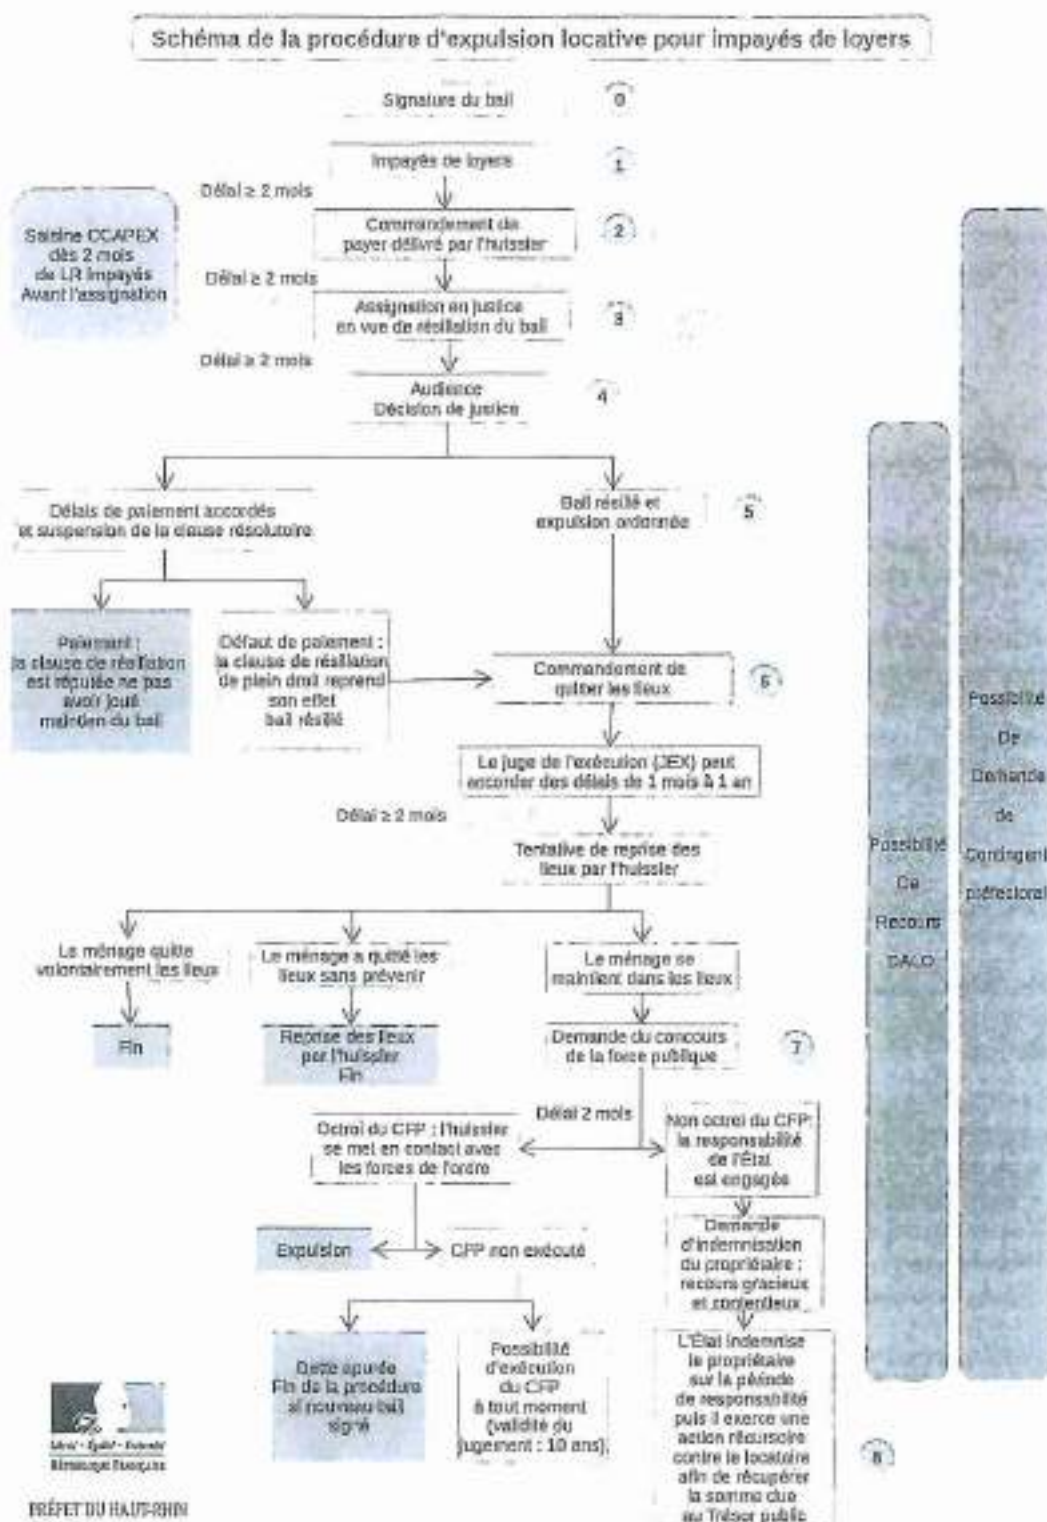 Schéma de la procédure d'expulsion locative pour impayés de loyers
Signature du bail
0
Impayés de loyers
1
Délai ≥ 2 mois
Saisine CCAPEX
dès 2 mois
de LR Impayés
Avant l'assignation
Commandement de
payer délivré par l'huissier
2
Délai ≥ 2 mois
Assignation en justice
en vue de résiliation du bail
3
Délai ≥ 2 mois
Audience
Décision de justice
4
Délais de paiement accordés
et suspension de la clause résolutoire
Bail résilié et
expulsion ordonnée
5
Paiement :
la clause de résiliation
est réputée ne pas
avoir joué
maintien du bail
Défaut de paiement :
la clause de résiliation
de plein droit reprend
son effet
bail résilié
Commandement de
quitter les lieux
6
Le juge de l'exécution (JEX) peut
accorder des délais de 1 mois à 1 an
Délai ≥ 2 mois
Tentative de reprise des
lieux par l'huissier
Le ménage quitte
volontairement les lieux
Le ménage a quitté les
lieux sans prévenir
Le ménage se
maintient dans les lieux
Fin
Reprise des lieux
par l'huissier
Fin
Demande du concours
de la force publique
7
Délai 2 mois
Octroi du CFP : l'huissier
se met en contact avec
les forces de l'ordre
Non octroi du CFP:
la responsabilité
de l'État
est engagée
Expulsion
CFP non exécuté
Demande
d'indemnisation
du propriétaire :
recours gracieux
et contentieux
Dette apurée
Fin de la procédure
si nouveau bail
signé
Possibilité
d'exécution
du CFP
à tout moment
(validité du
jugement : 10 ans)
L'État indemnise
le propriétaire
sur la période
de responsabilité
puis il exerce une
action récursoire
contre le locataire
afin de récupérer
la somme due
au Trésor public
8
Possibilité
De
Recours
DALO
Possibilité
De
Demande
de
Contingent
préfectoral
Liberté • Égalité • Fraternité
RÉPUBLIQUE FRANÇAISE
PRÉFET DU HAUT-RHIN